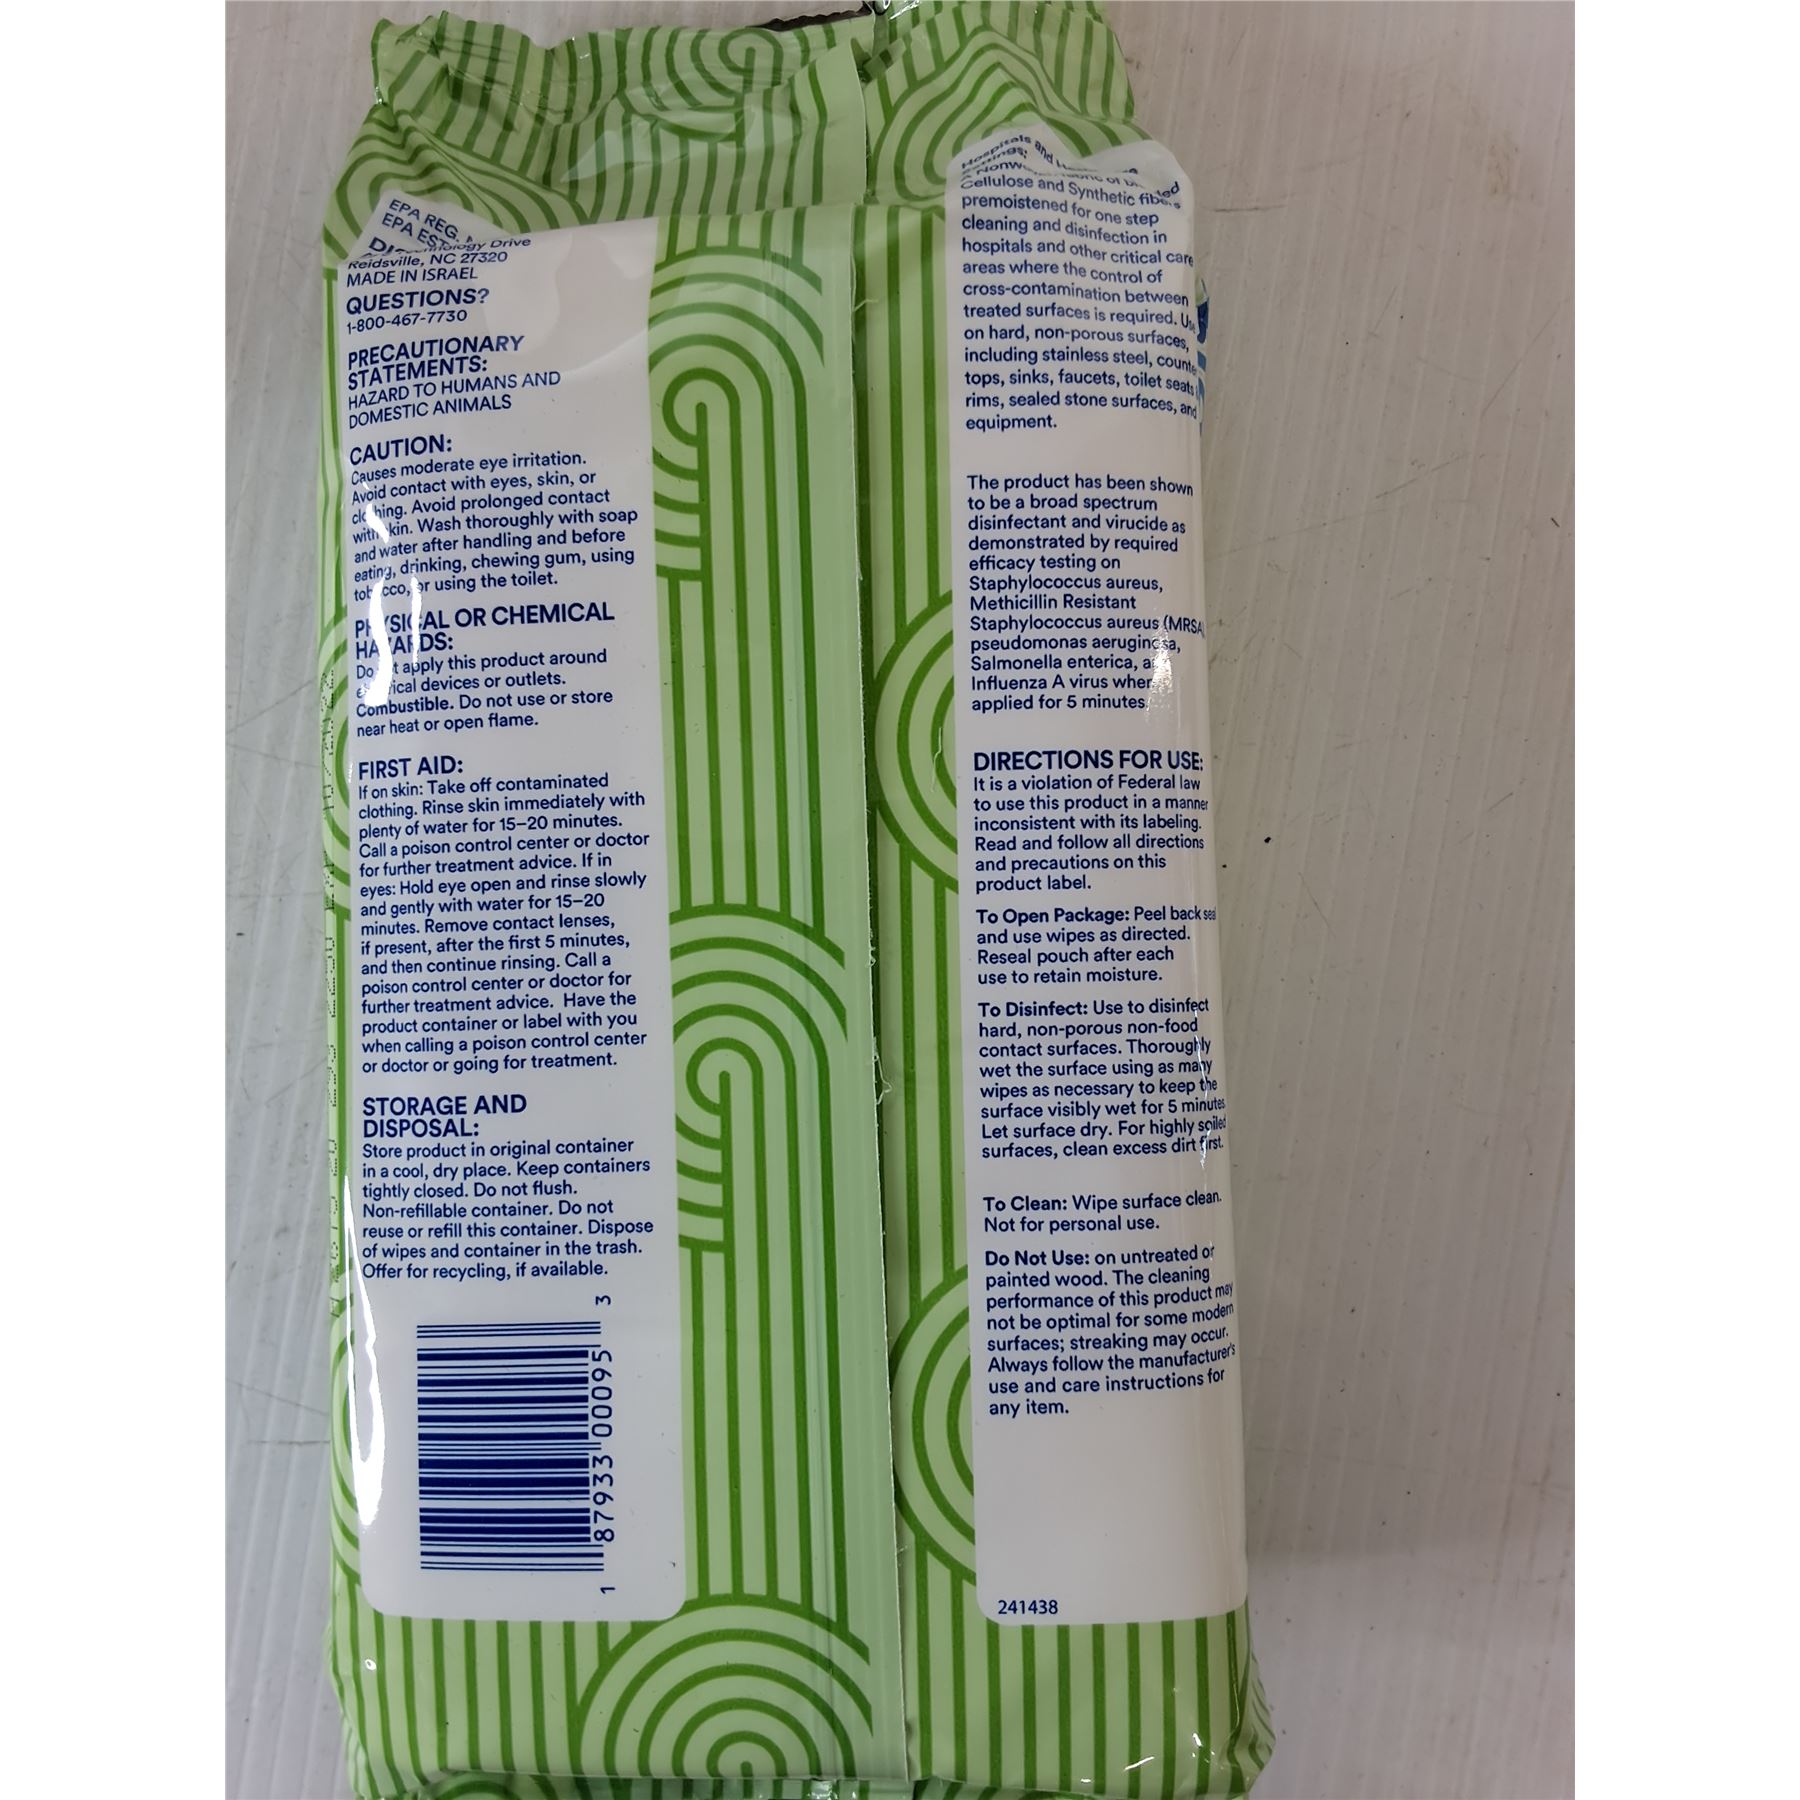 EPA REG.
EPA EST.
Drive
Reidsville, NC 27320
MADE IN ISRAEL
QUESTIONS?
1-800-467-7730
PRECAUTIONARY
STATEMENTS:
HAZARD TO HUMANS AND
DOMESTIC ANIMALS
CAUTION:
Causes moderate eye irritation.
Avoid contact with eyes, skin, or
clothing. Avoid prolonged contact
with skin. Wash thoroughly with soap
and water after handling and before
eating, drinking, chewing gum, using
tobacco, or using the toilet.
PHYSICAL OR CHEMICAL
HAZARDS:
Do not apply this product around
electrical devices or outlets.
Combustible. Do not use or store
near heat or open flame.
FIRST AID:
If on skin: Take off contaminated
clothing. Rinse skin immediately with
plenty of water for 15–20 minutes.
Call a poison control center or doctor
for further treatment advice. If in
eyes: Hold eye open and rinse slowly
and gently with water for 15–20
minutes. Remove contact lenses,
if present, after the first 5 minutes,
and then continue rinsing. Call a
poison control center or doctor for
further treatment advice. Have the
product container or label with you
when calling a poison control center
or doctor or going for treatment.
STORAGE AND
DISPOSAL:
Store product in original container
in a cool, dry place. Keep containers
tightly closed. Do not flush.
Non-refillable container. Do not
reuse or refill this container. Dispose
of wipes and container in the trash.
Offer for recycling, if available.
1 87933 00095 3
Hospitals and
Settings:
A
Cellulose and Synthetic fibers
premoistened for one step
cleaning and disinfection in
hospitals and other critical care
areas where the control of
cross-contamination between
treated surfaces is required. Use
on hard, non-porous surfaces,
including stainless steel, counter
tops, sinks, faucets, toilet seats
rims, sealed stone surfaces, and
equipment.
The product has been shown
to be a broad spectrum
disinfectant and virucide as
demonstrated by required
efficacy testing on
Staphylococcus aureus,
Methicillin Resistant
Staphylococcus aureus (MRSA)
pseudomonas aeruginosa,
Salmonella enterica, and
Influenza A virus when
applied for 5 minutes.
DIRECTIONS FOR USE:
It is a violation of Federal law
to use this product in a manner
inconsistent with its labeling.
Read and follow all directions
and precautions on this
product label.
To Open Package: Peel back seal
and use wipes as directed.
Reseal pouch after each
use to retain moisture.
To Disinfect: Use to disinfect
hard, non-porous non-food
contact surfaces. Thoroughly
wet the surface using as many
wipes as necessary to keep the
surface visibly wet for 5 minutes.
Let surface dry. For highly soiled
surfaces, clean excess dirt first.
To Clean: Wipe surface clean.
Not for personal use.
Do Not Use: on untreated or
painted wood. The cleaning
performance of this product may
not be optimal for some modern
surfaces; streaking may occur.
Always follow the manufacturer's
use and care instructions for
any item.
241438